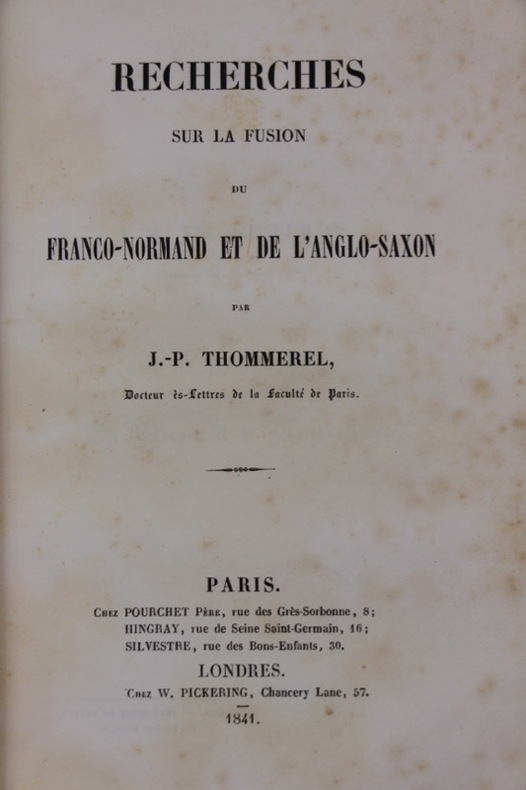 RECHERCHES
SUR LA FUSION
DU
FRANCO-NORMAND ET DE L'ANGLO-SAXON
PAR
J.-P. THOMMEREL,
Docteur ès-Lettres de la Faculté de Paris.
PARIS.
CHEZ POURCHET PÈRE, rue des Grès-Sorbonne, 8;
HINGRAY, rue de Seine Saint-Germain, 16;
SILVESTRE, rue des Bons-Enfants, 30.
LONDRES.
CHEZ W. PICKERING, Chancery Lane, 57.
1841.